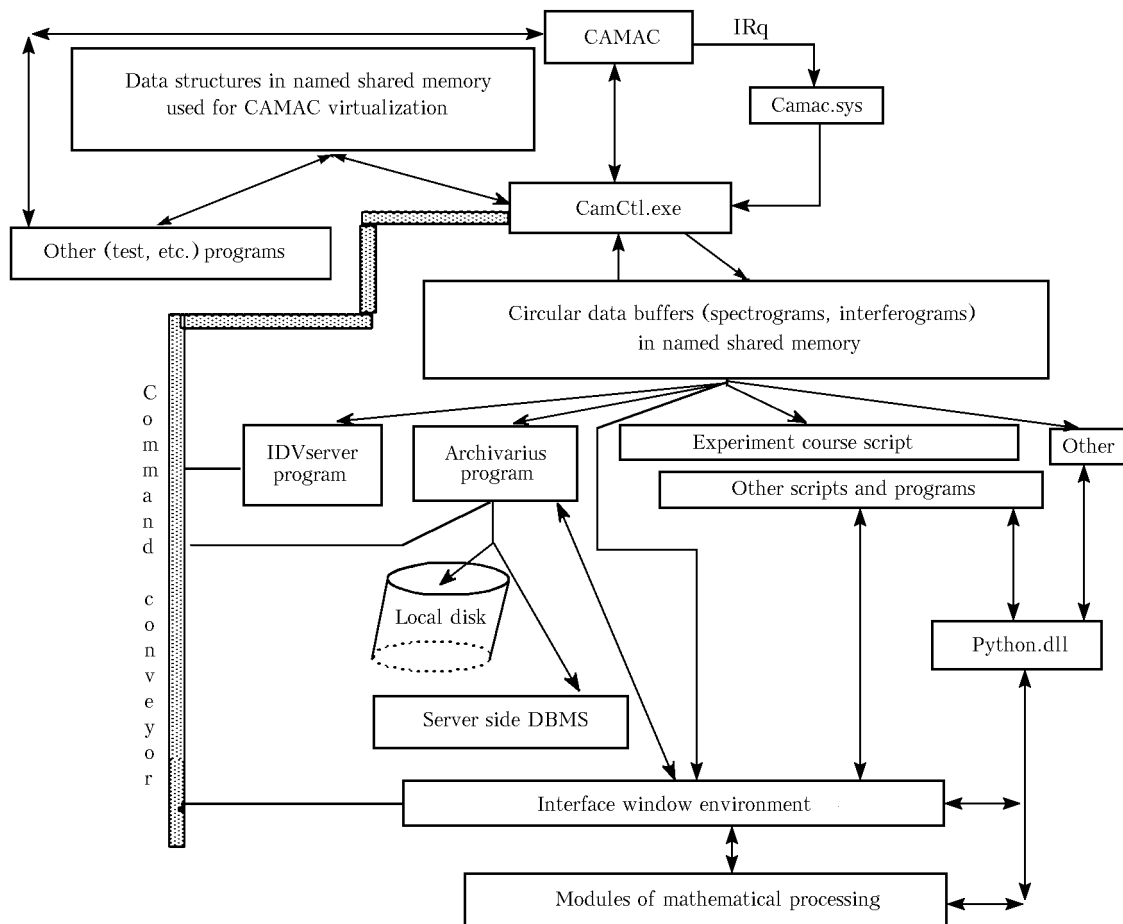 CAMAC
IRq
Data structures in named shared memory
used for CAMAC virtualization
Camac.sys
CamCtl.exe
Other (test, etc.) programs
Circular data buffers (spectrograms, interferograms)
in named shared memory
Command conveyor
IDVserver
program
Archivarius
program
Experiment course script
Other
Other scripts and programs
Local disk
Python.dll
Server side DBMS
Interface window environment
Modules of mathematical processing